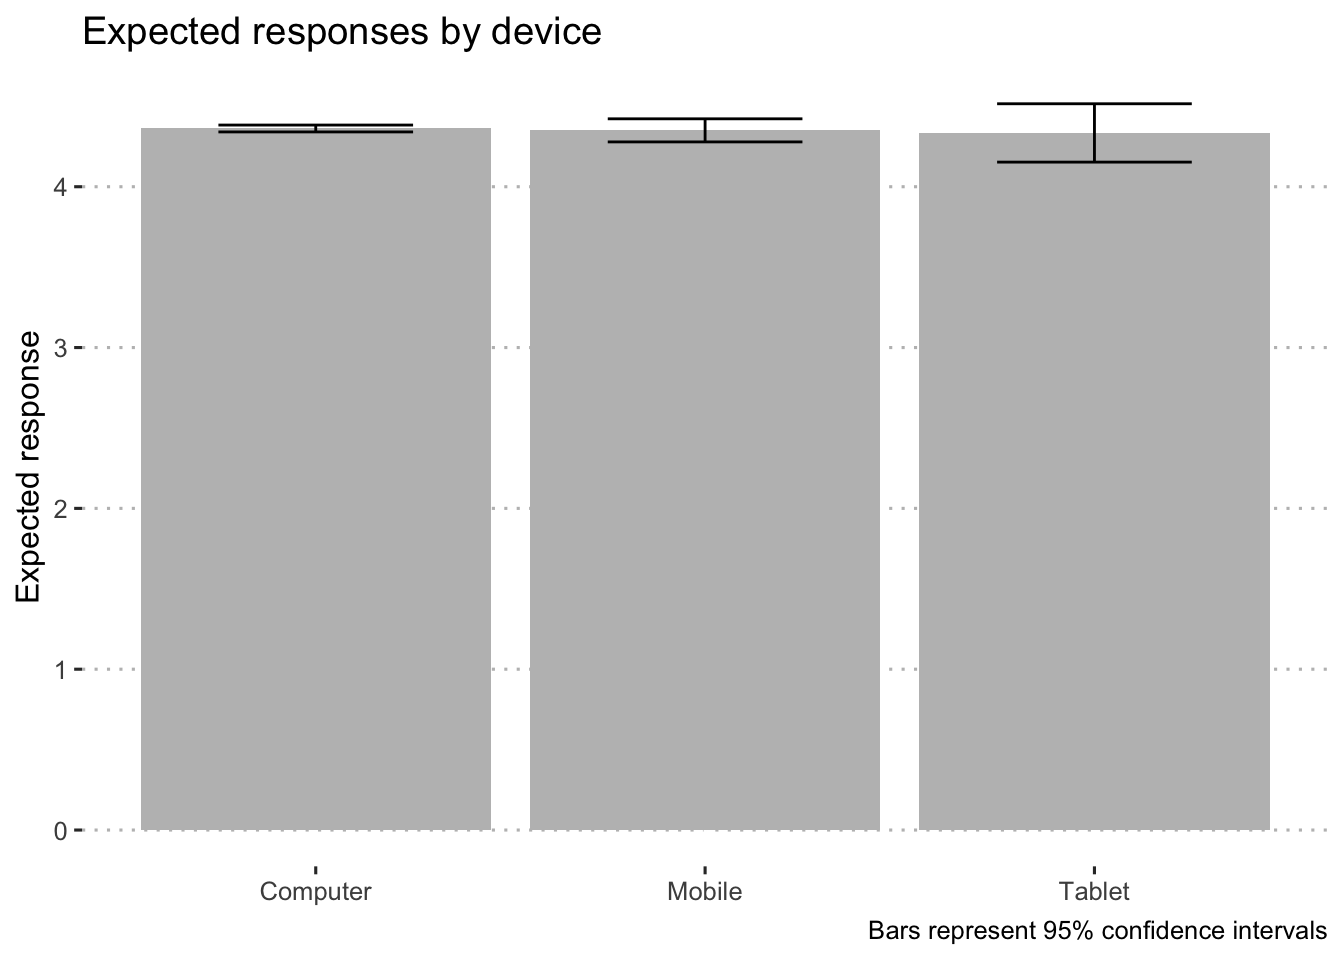 Expected responses by device
Expected response
4
3
2
1
0
Computer
Mobile
Tablet
Bars represent 95% confidence intervals